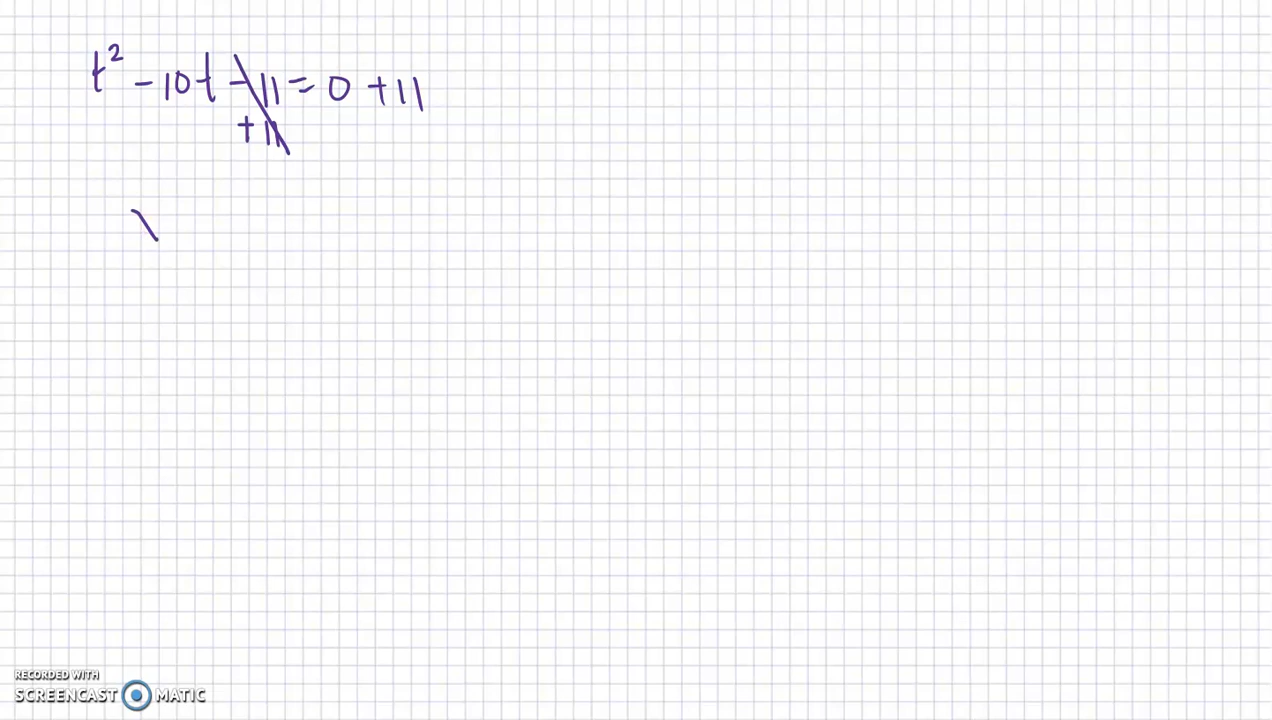 t² - 10t - 11 = 0 + 11
+ 11
RECORDED WITH
SCREENCAST MATIC